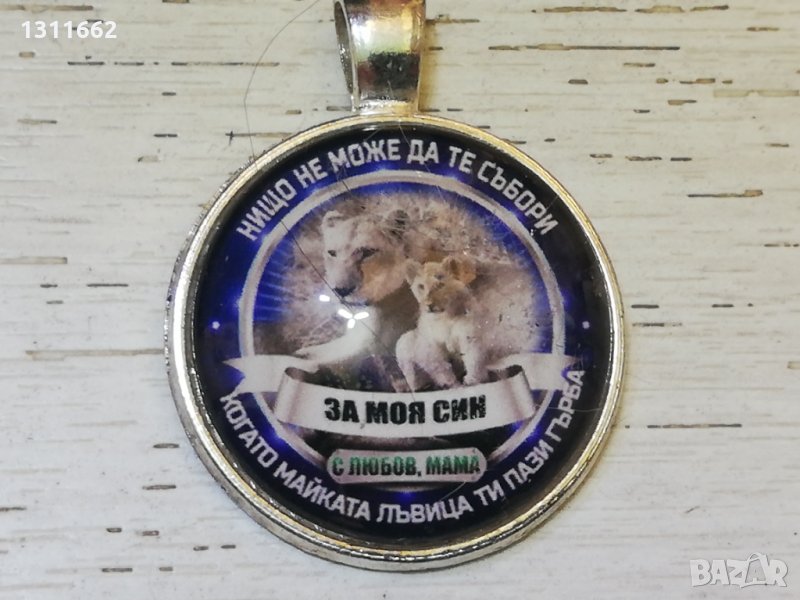 1311662
НИЩО НЕ МОЖЕ ДА ТЕ СЪБОРИ
ЗА МОЯ СИН
С ЛЮБОВ, МАМА
КОГАТО МАЙКАТА ЛЪВИЦА ТИ ПАЗИ ГЪРБА
BAZAR